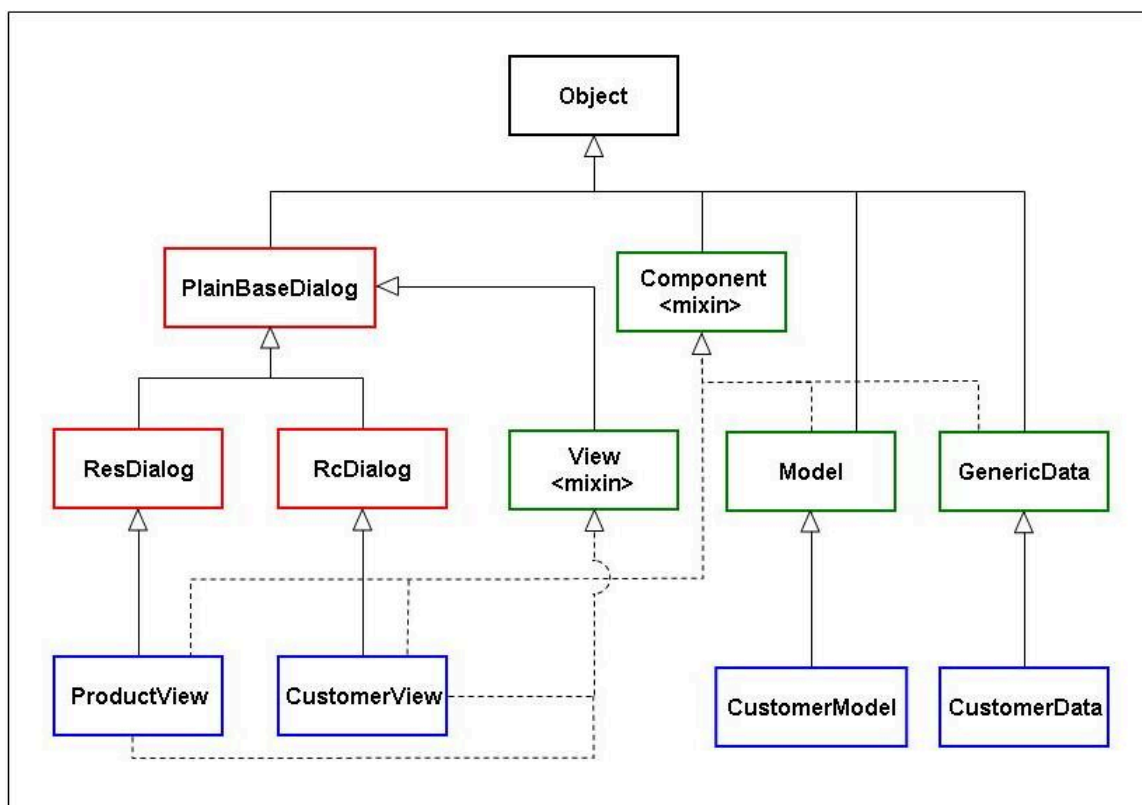 Object
PlainBaseDialog
Component
<mixin>
ResDialog
RcDialog
View
<mixin>
Model
GenericData
ProductView
CustomerView
CustomerModel
CustomerData